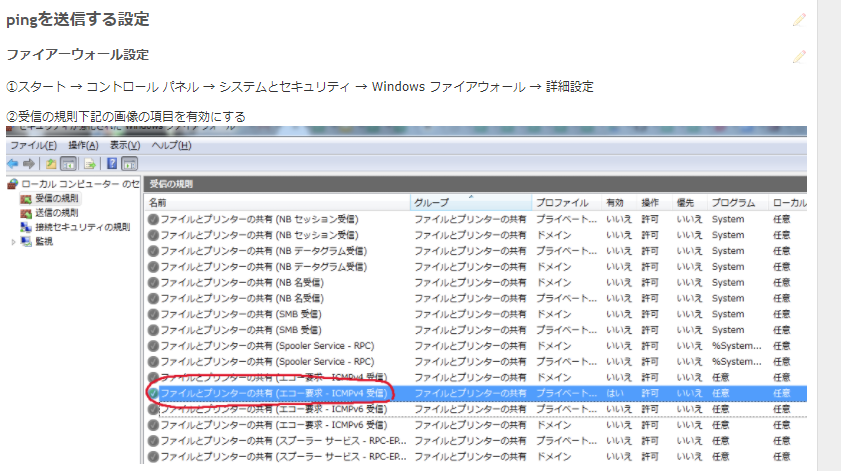 pingを送信する設定
ファイアーウォール設定
①スタート → コントロール パネル → システムとセキュリティ → Windows ファイアウォール → 詳細設定
②受信の規則下記の画像の項目を有効にする
ファイル(F) 操作(A) 表示(V) ヘルプ(H)
ローカル コンピューター のセ
受信の規則
送信の規則
接続セキュリティの規則
監視
受信の規則
名前 グループ プロファイル 有効 操作 優先 プログラム ローカル
ファイルとプリンターの共有 (NB セッション受信) ファイルとプリンターの共有 プライベート... いいえ 許可 いいえ System 任意
ファイルとプリンターの共有 (NB セッション受信) ファイルとプリンターの共有 ドメイン いいえ 許可 いいえ System 任意
ファイルとプリンターの共有 (NB データグラム受信) ファイルとプリンターの共有 プライベート... いいえ 許可 いいえ System 任意
ファイルとプリンターの共有 (NB データグラム受信) ファイルとプリンターの共有 ドメイン いいえ 許可 いいえ System 任意
ファイルとプリンターの共有 (NB 名受信) ファイルとプリンターの共有 ドメイン いいえ 許可 いいえ System 任意
ファイルとプリンターの共有 (NB 名受信) ファイルとプリンターの共有 プライベート... いいえ 許可 いいえ System 任意
ファイルとプリンターの共有 (SMB 受信) ファイルとプリンターの共有 ドメイン いいえ 許可 いいえ System 任意
ファイルとプリンターの共有 (SMB 受信) ファイルとプリンターの共有 プライベート... いいえ 許可 いいえ System 任意
ファイルとプリンターの共有 (Spooler Service - RPC) ファイルとプリンターの共有 ドメイン いいえ 許可 いいえ %System... 任意
ファイルとプリンターの共有 (Spooler Service - RPC) ファイルとプリンターの共有 プライベート... いいえ 許可 いいえ %System... 任意
ファイルとプリンターの共有 (エコー要求 - ICMPv4 受信) ファイルとプリンターの共有 ドメイン いいえ 許可 いいえ 任意 任意
ファイルとプリンターの共有 (エコー要求 - ICMPv4 受信) ファイルとプリンターの共有 プライベート... はい 許可 いいえ 任意 任意
ファイルとプリンターの共有 (エコー要求 - ICMPv6 受信) ファイルとプリンターの共有 プライベート... いいえ 許可 いいえ 任意 任意
ファイルとプリンターの共有 (エコー要求 - ICMPv6 受信) ファイルとプリンターの共有 ドメイン いいえ 許可 いいえ 任意 任意
ファイルとプリンターの共有 (スプーラー サービス - RPC-EP... ファイルとプリンターの共有 プライベート... いいえ 許可 いいえ 任意 任意
ファイルとプリンターの共有 (スプーラー サービス - RPC-EP... ファイルとプリンターの共有 ドメイン いいえ 許可 いいえ 任意 任意